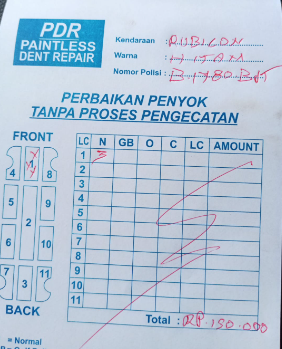 PDR
PAINTLESS
DENT REPAIR
Kendaraan : RUBICON
Warna : HITAM
Nomor Polisi :
PERBAIKAN PENYOK
TANPA PROSES PENGECATAN
FRONT
LC N GB O C LC AMOUNT
1 3
2
3
4
5
6
7
8
9
10
11
4 1 8
5 9
2
6 10
7 3 11
BACK
Total : RP. 150.000
= Normal